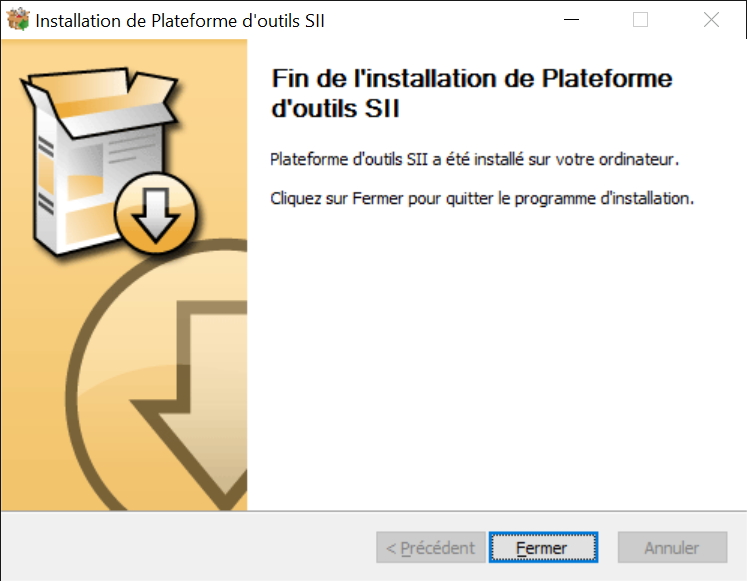 Installation de Plateforme d'outils SII
Fin de l'installation de Plateforme
d'outils SII
Plateforme d'outils SII a été installé sur votre ordinateur.
Cliquez sur Fermer pour quitter le programme d'installation.
< Précédent
Fermer
Annuler